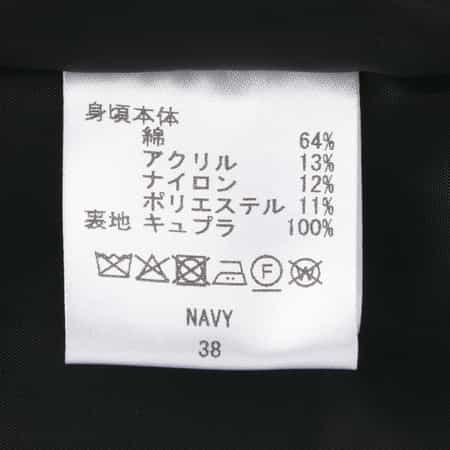 身頃本体
綿 64%
アクリル 13%
ナイロン 12%
ポリエステル 11%
裏地 キュプラ 100%
F W
NAVY
38